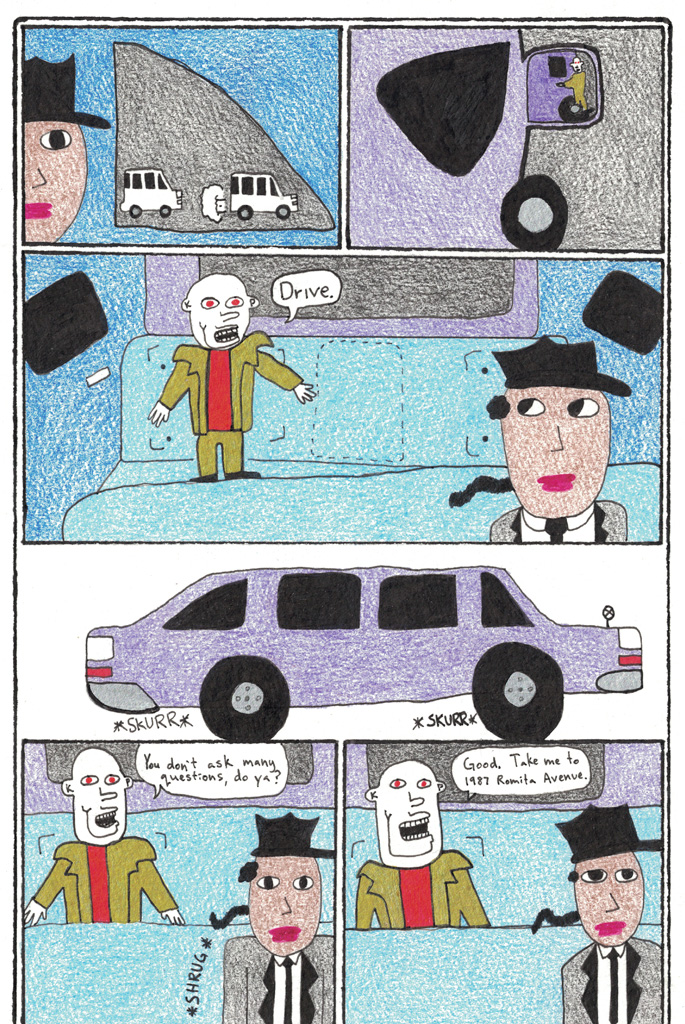 Drive.
*SKURR*
*SKURR*
You don't ask many
questions, do ya?
*SHRUG*
Good. Take me to
1987 Romita Avenue.